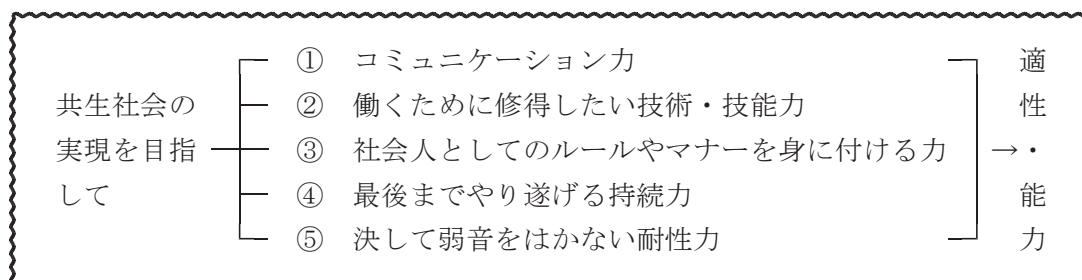 共生社会の
実現を目指
して
① コミュニケーション力
② 働くために修得したい技術・技能力
③ 社会人としてのルールやマナーを身に付ける力
④ 最後までやり遂げる持続力
⑤ 決して弱音をはかない耐性力
→
適
性
・
能
力